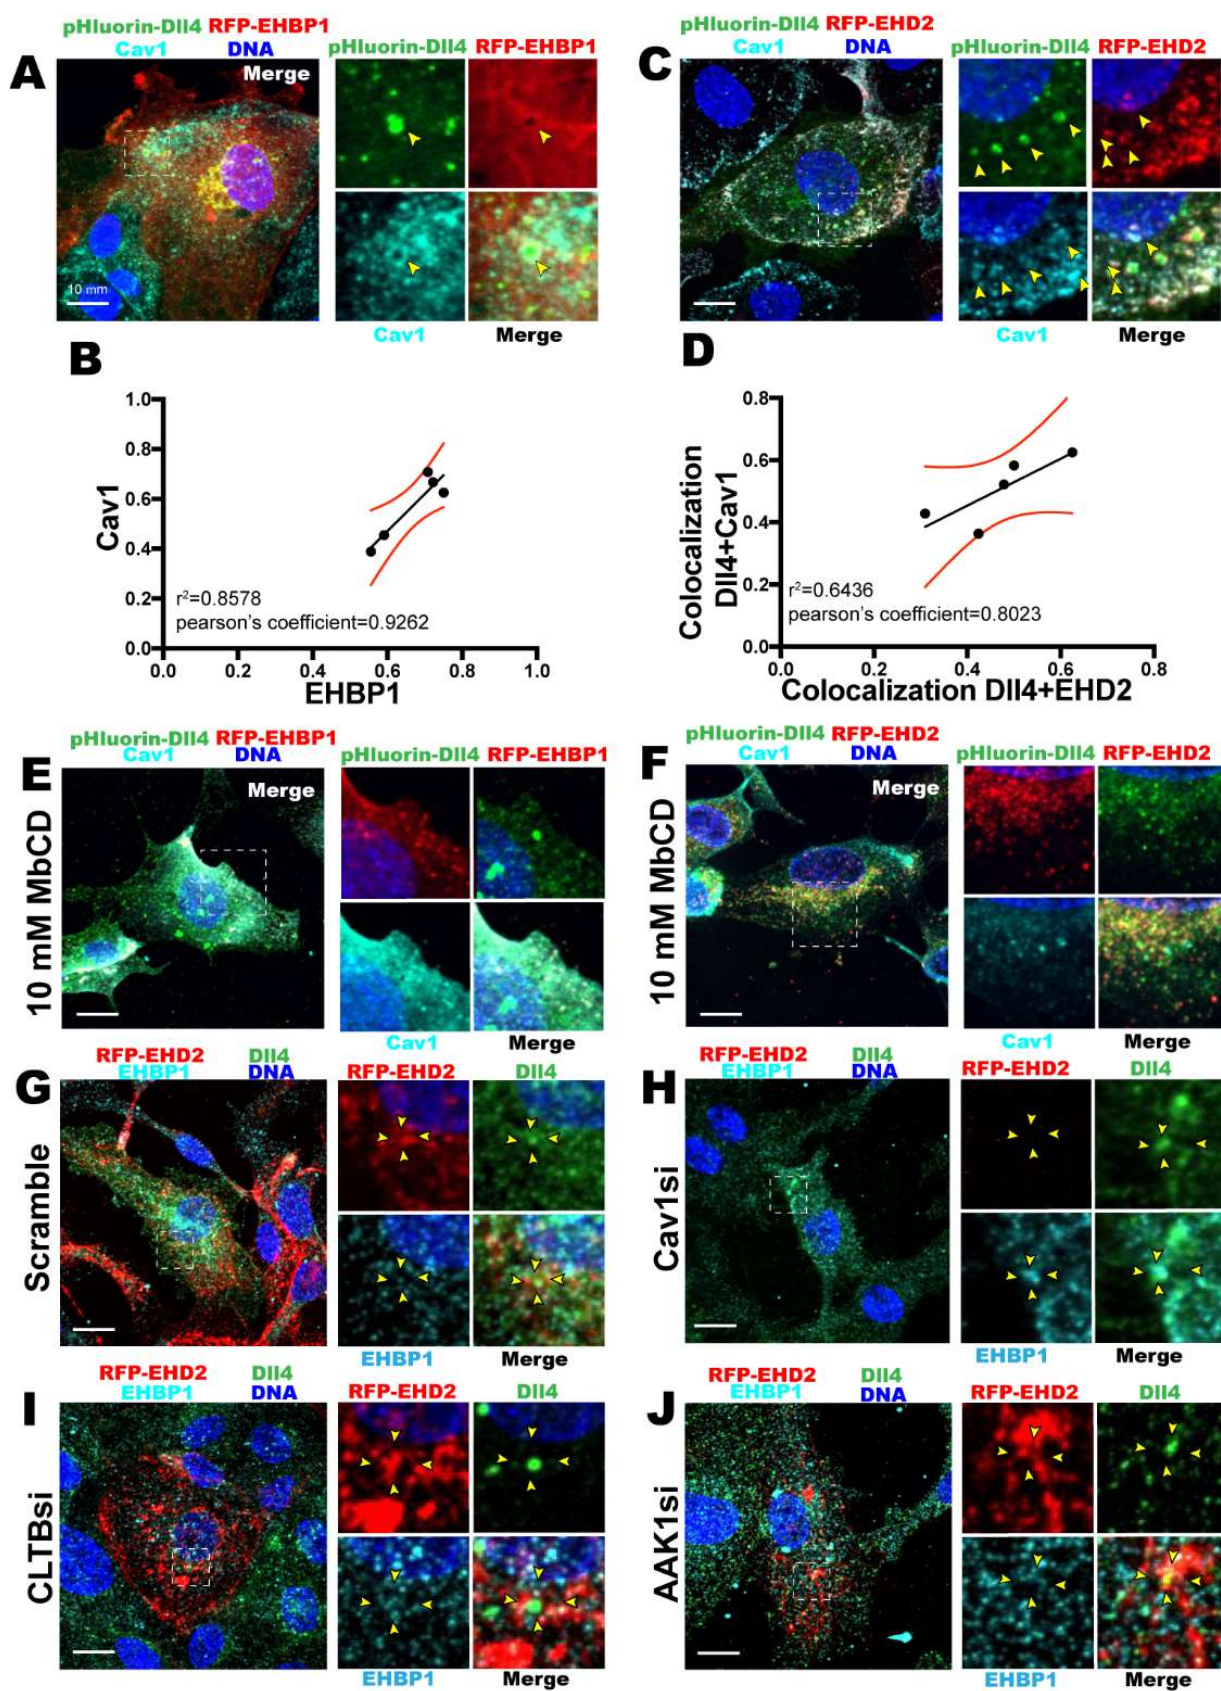 pHluorin-Dll4 RFP-EHBP1
Cav1 DNA
A
Merge
10 mm
pHluorin-Dll4 RFP-EHBP1
Cav1 Merge
pHluorin-Dll4 RFP-EHD2
Cav1 DNA
C
Merge
pHluorin-Dll4 RFP-EHD2
Cav1 Merge
B
1.0
0.8
0.6
0.4
0.2
0.0
Cav1
r²=0.8578
pearson's coefficient=0.9262
0.0 0.2 0.4 0.6 0.8 1.0
EHBP1
D
0.8
0.6
0.4
0.2
0.0
Colocalization
Dll4+Cav1
r²=0.6436
pearson's coefficient=0.8023
0.0 0.2 0.4 0.6 0.8
Colocalization Dll4+EHD2
pHluorin-Dll4 RFP-EHBP1
Cav1 DNA
E
Merge
10 mM MbCD
pHluorin-Dll4 RFP-EHBP1
Cav1 Merge
pHluorin-Dll4 RFP-EHD2
Cav1 DNA
F
Merge
10 mM MbCD
pHluorin-Dll4 RFP-EHD2
Cav1 Merge
RFP-EHD2 Dll4
EHBP1 DNA
G
Scramble
RFP-EHD2 Dll4
EHBP1 Merge
RFP-EHD2 Dll4
EHBP1 DNA
H
Cav1si
RFP-EHD2 Dll4
EHBP1 Merge
RFP-EHD2 Dll4
EHBP1 DNA
I
CLTBsi
RFP-EHD2 Dll4
EHBP1 Merge
RFP-EHD2 Dll4
EHBP1 DNA
J
AAK1si
RFP-EHD2 Dll4
EHBP1 Merge